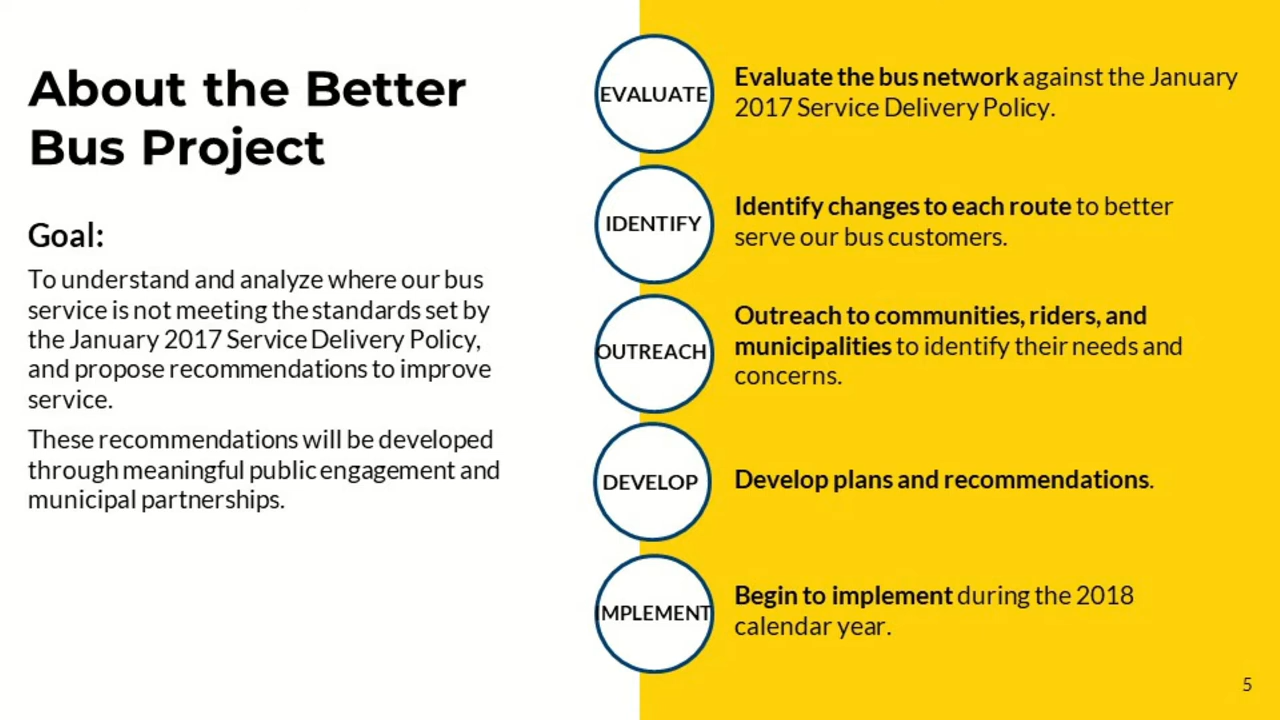 About the Better
Bus Project
Goal:
To understand and analyze where our bus
service is not meeting the standards set by
the January 2017 Service Delivery Policy,
and propose recommendations to improve
service.
These recommendations will be developed
through meaningful public engagement and
municipal partnerships.
EVALUATE
Evaluate the bus network against the January
2017 Service Delivery Policy.
IDENTIFY
Identify changes to each route to better
serve our bus customers.
OUTREACH
Outreach to communities, riders, and
municipalities to identify their needs and
concerns.
DEVELOP
Develop plans and recommendations.
IMPLEMENT
Begin to implement during the 2018
calendar year.
5